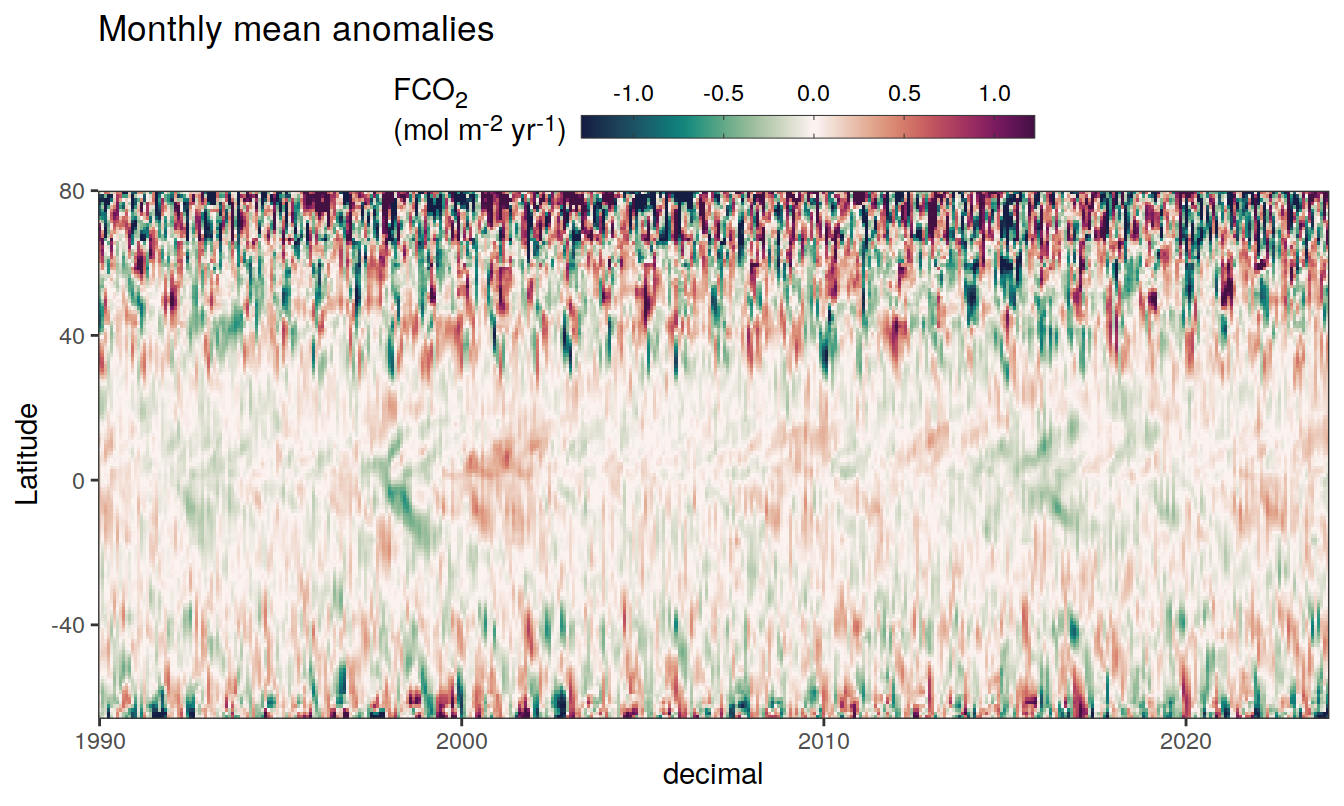 Monthly mean anomalies
FCO₂
(mol m⁻² yr⁻¹)
-1.0 -0.5 0.0 0.5 1.0
80
40
0
-40
Latitude
1990 2000 2010 2020
decimal